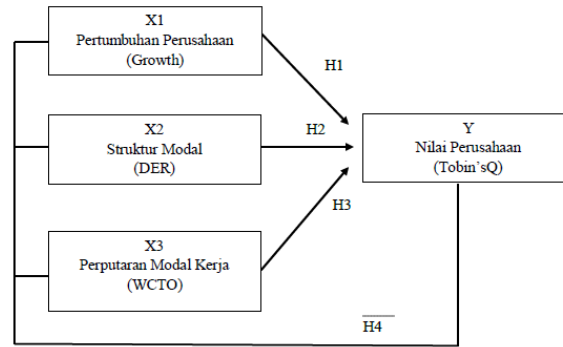 X1
Pertumbuhan Perusahaan
(Growth)
H1
X2
Struktur Modal
(DER)
H2
Y
Nilai Perusahaan
(Tobin'sQ)
X3
Perputaran Modal Kerja
(WCTO)
H3
H4